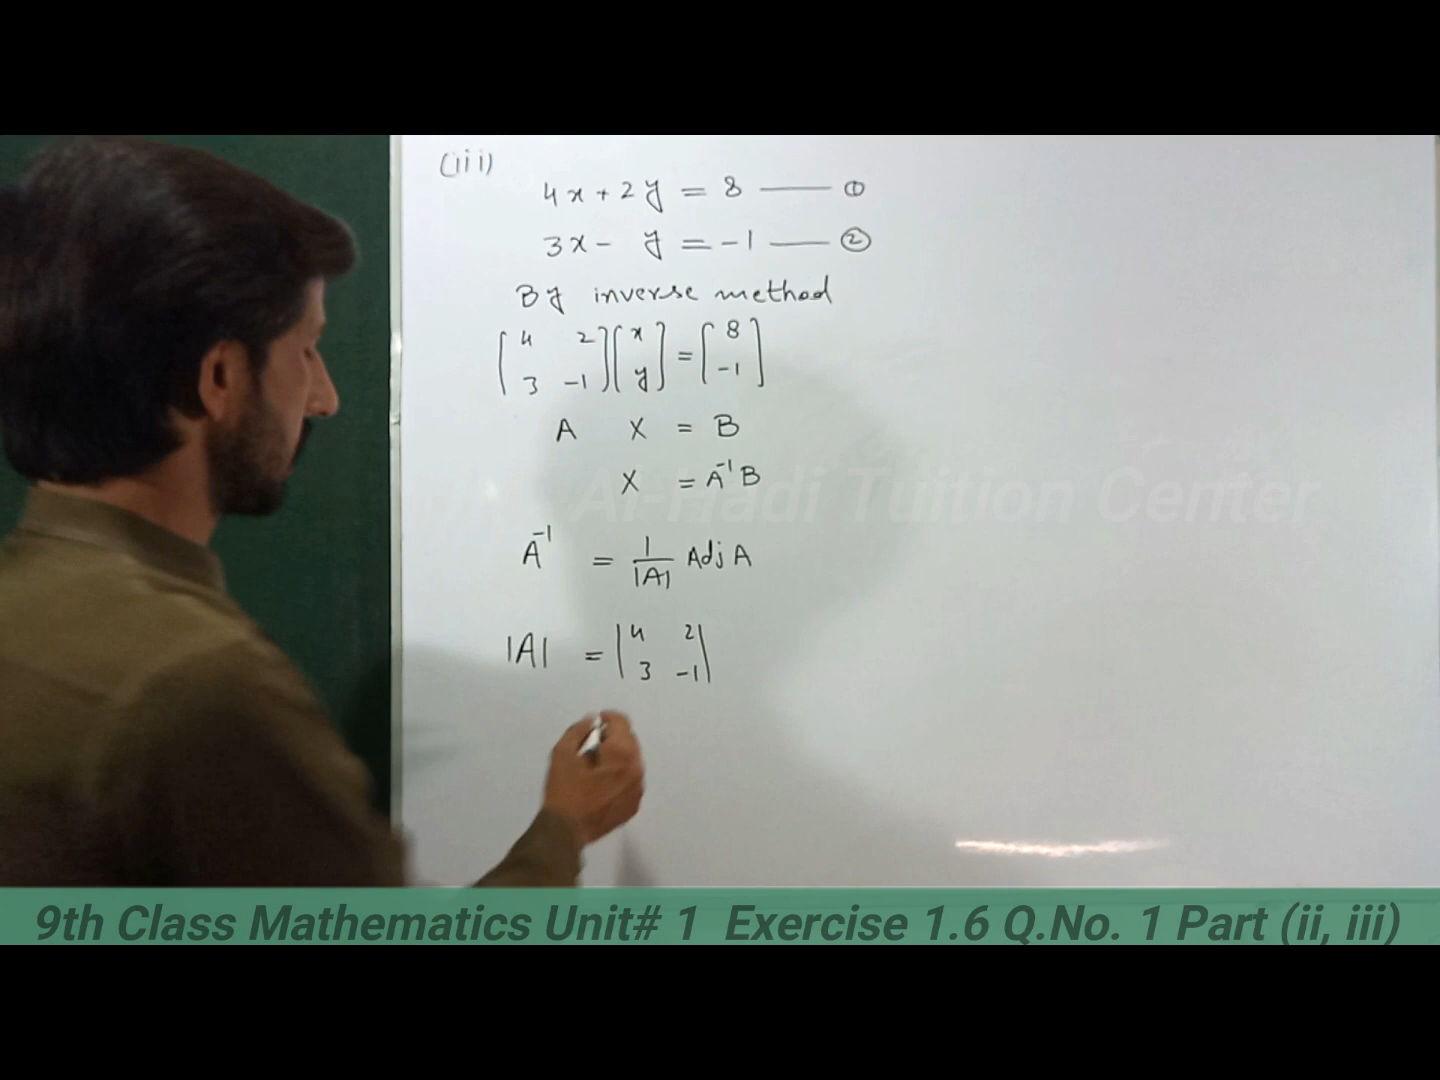 (iii)
4x + 2y = 8 —— ①
3x - y = -1 —— ②
By inverse method
[4 2; 3 -1] [x; y] = [8; -1]
A X = B
X = A⁻¹ B
A⁻¹ = 1/|A| Adj A
|A| = |4 2; 3 -1|
Al-Hadi Tuition Center
9th Class Mathematics Unit# 1 Exercise 1.6 Q.No. 1 Part (ii, iii)